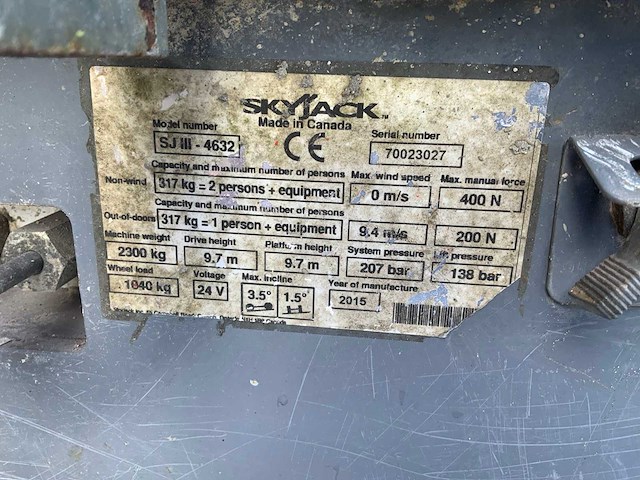 SKYJACK™
Made in Canada
Model number
SJ III - 4632
CE
Serial number
70023027
Capacity and maximum number of persons Max. wind speed Max. manual force
Non-wind 317 kg = 2 persons + equipment 0 m/s 400 N
Capacity and maximum number of persons
Out-of-doors 317 kg = 1 person + equipment 9.4 m/s 200 N
Machine weight Drive height Platform height System pressure Lift pressure
2300 kg 9.7 m 9.7 m 207 bar 138 bar
Wheel load Voltage Max. incline Year of manufacture
1040 kg 24 V 3.5° 1.5° 2015